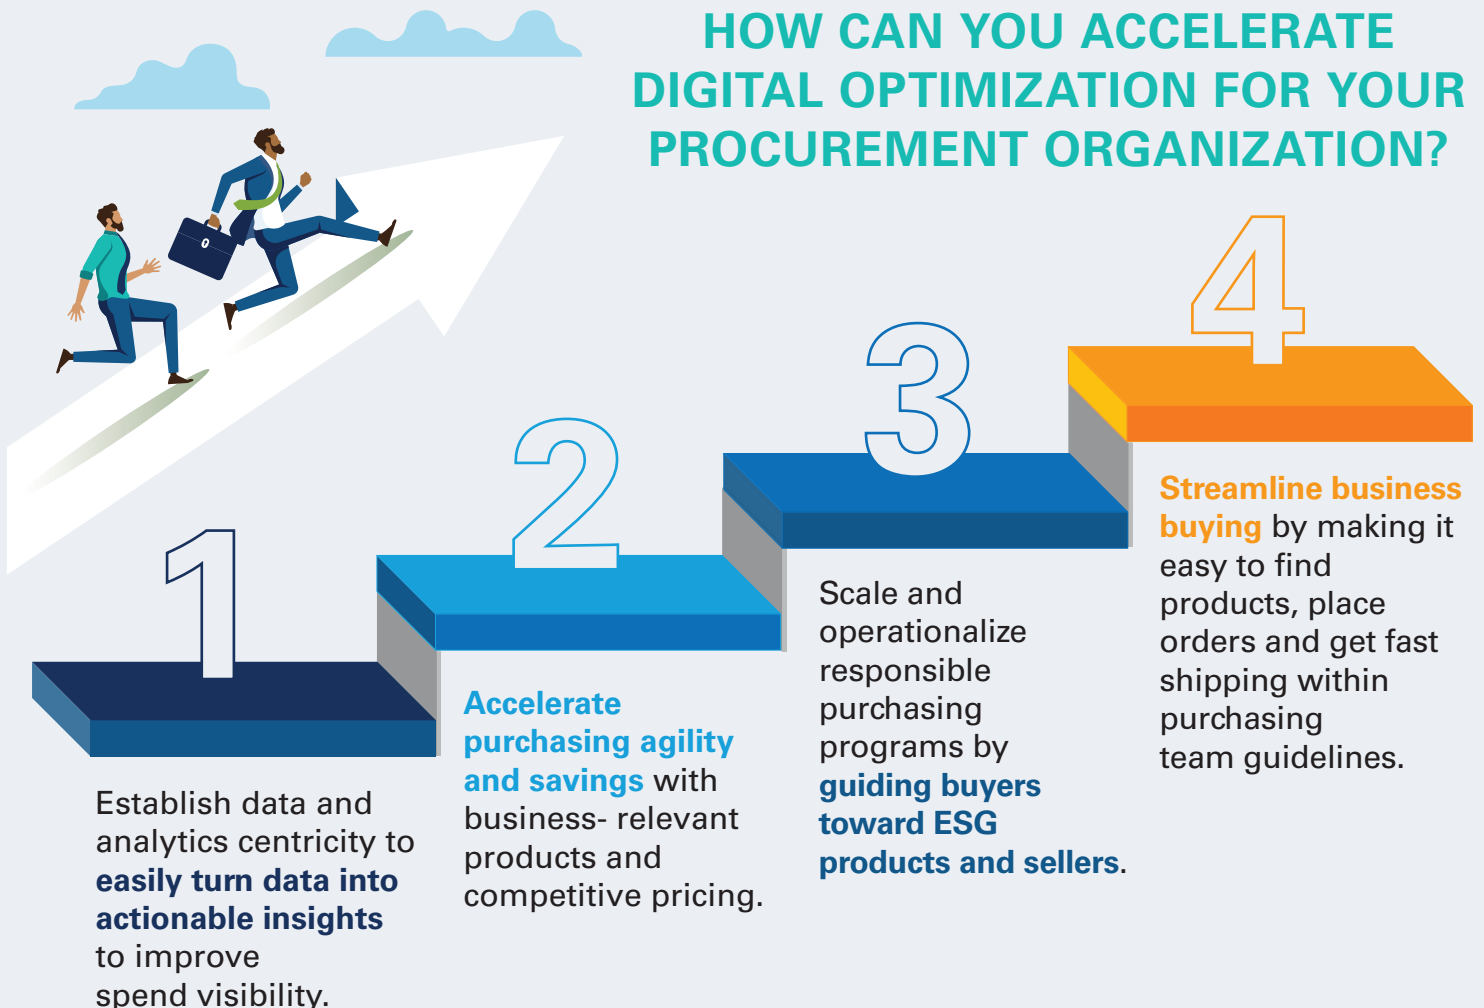 HOW CAN YOU ACCELERATE
DIGITAL OPTIMIZATION FOR YOUR
PROCUREMENT ORGANIZATION?
1
Establish data and
analytics centricity to
easily turn data into
actionable insights
to improve
spend visibility.
2
Accelerate
purchasing agility
and savings with
business- relevant
products and
competitive pricing.
3
Scale and
operationalize
responsible
purchasing
programs by
guiding buyers
toward ESG
products and sellers.
4
Streamline business
buying by making it
easy to find
products, place
orders and get fast
shipping within
purchasing
team guidelines.